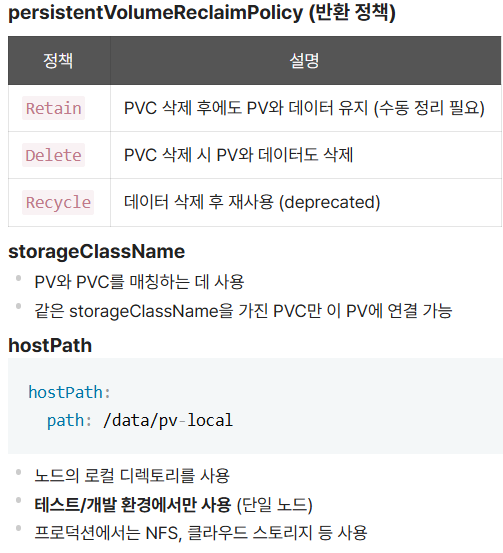 persistentVolumeReclaimPolicy (반환 정책)
정책 설명
Retain PVC 삭제 후에도 PV와 데이터 유지 (수동 정리 필요)
Delete PVC 삭제 시 PV와 데이터도 삭제
Recycle 데이터 삭제 후 재사용 (deprecated)
storageClassName
PV와 PVC를 매칭하는 데 사용
같은 storageClassName을 가진 PVC만 이 PV에 연결 가능
hostPath
hostPath:
path: /data/pv-local
노드의 로컬 디렉토리를 사용
테스트/개발 환경에서만 사용 (단일 노드)
프로덕션에서는 NFS, 클라우드 스토리지 등 사용